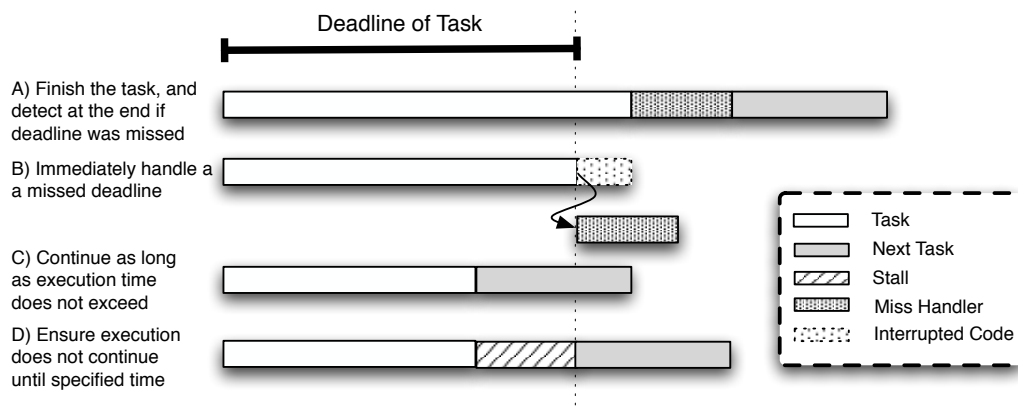 Deadline of Task
A) Finish the task, and
detect at the end if
deadline was missed
B) Immediately handle a
a missed deadline
C) Continue as long
as execution time
does not exceed
D) Ensure execution
does not continue
until specified time
Task
Next Task
Stall
Miss Handler
Interrupted Code